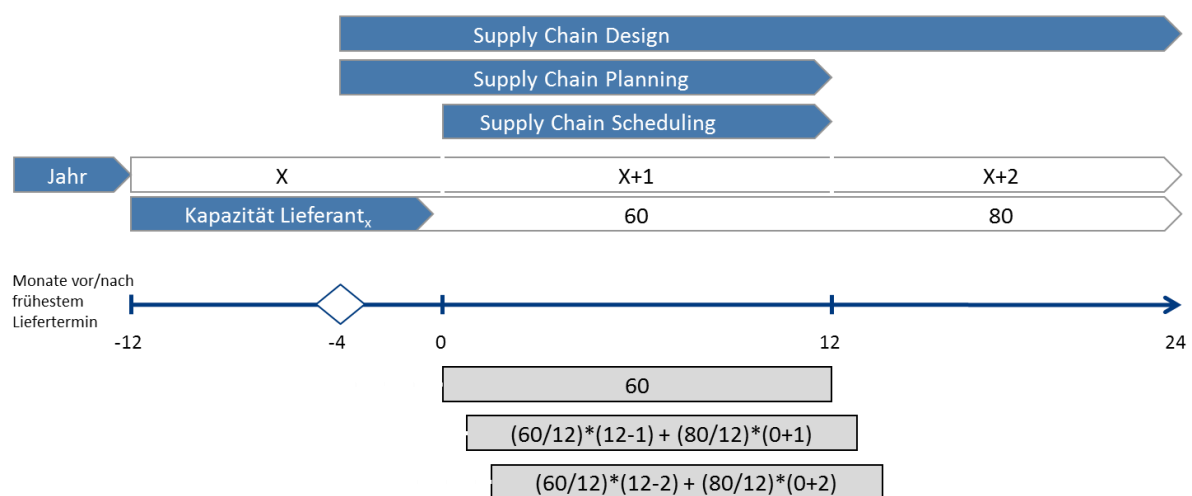 Supply Chain Design
Supply Chain Planning
Supply Chain Scheduling
Jahr X X+1 X+2
Kapazität Lieferantₓ 60 80
Monate vor/nach
frühestem
Liefertermin
-12 -4 0 12 24
60
(60/12)*(12-1) + (80/12)*(0+1)
(60/12)*(12-2) + (80/12)*(0+2)